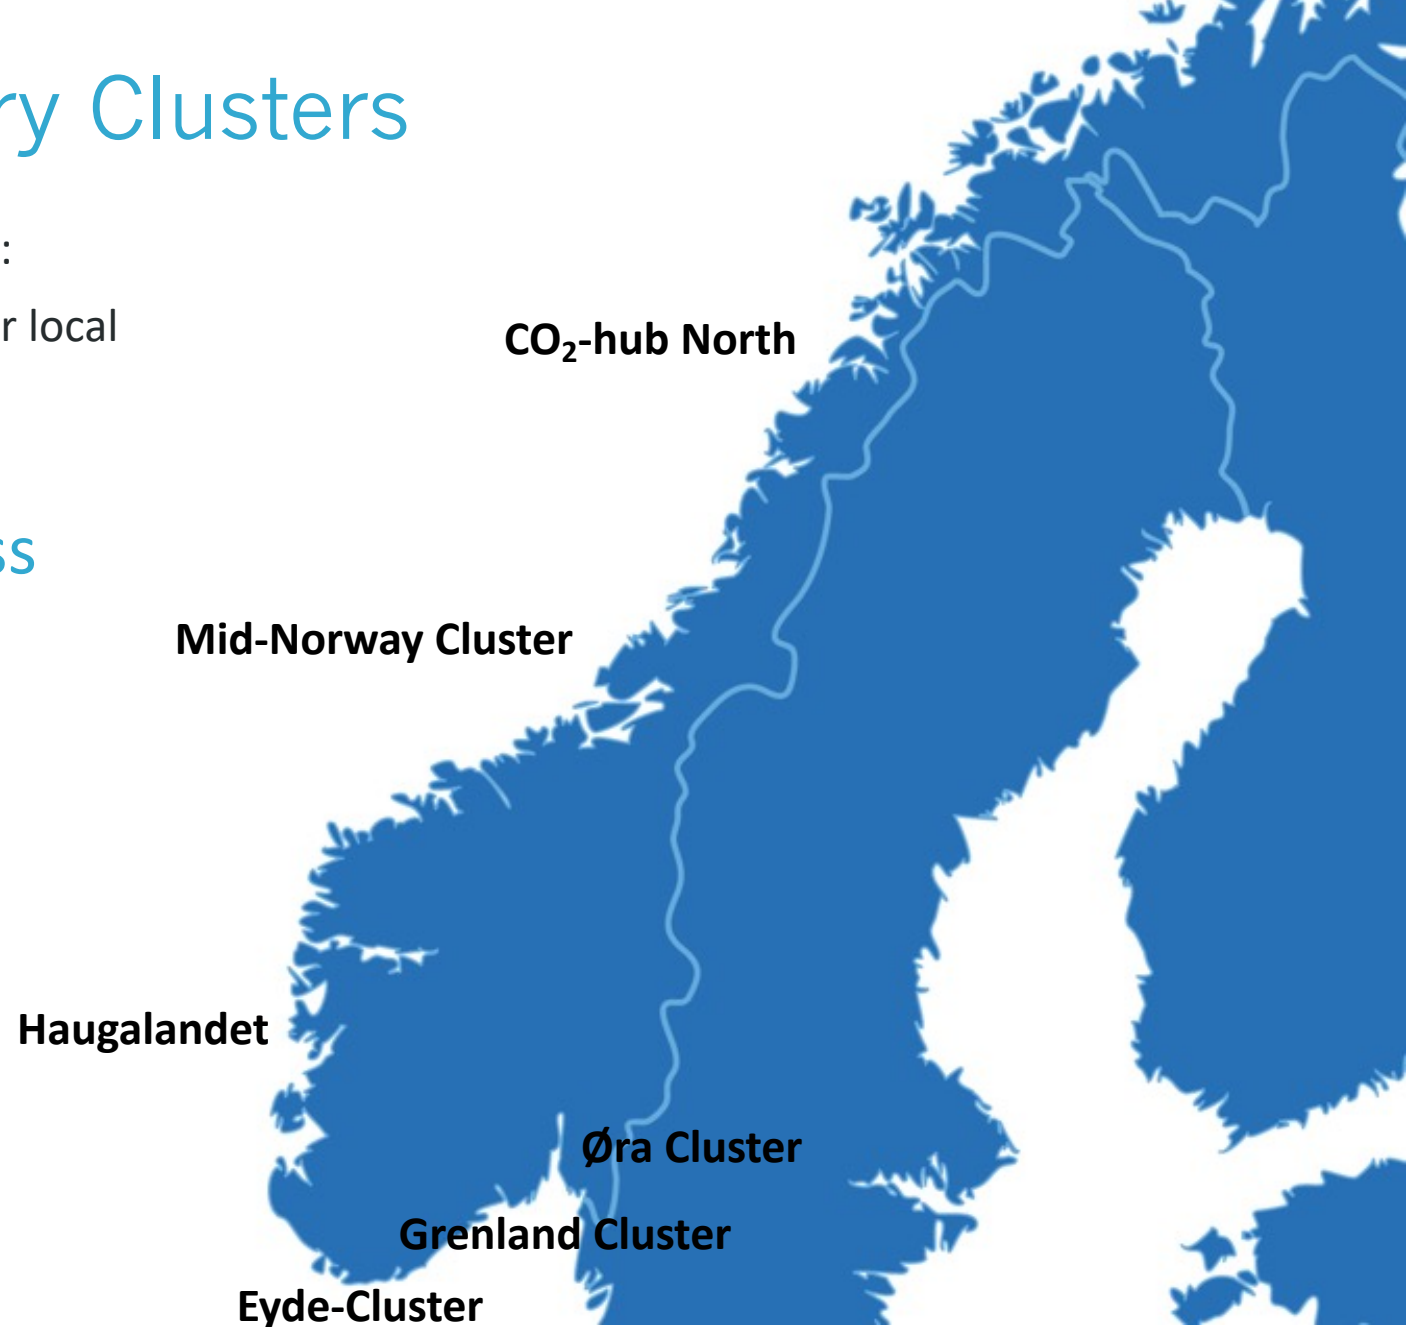 ry Clusters
:
r local
CO₂-hub North
ss
Mid-Norway Cluster
Haugalandet
Øra Cluster
Grenland Cluster
Eyde-Cluster